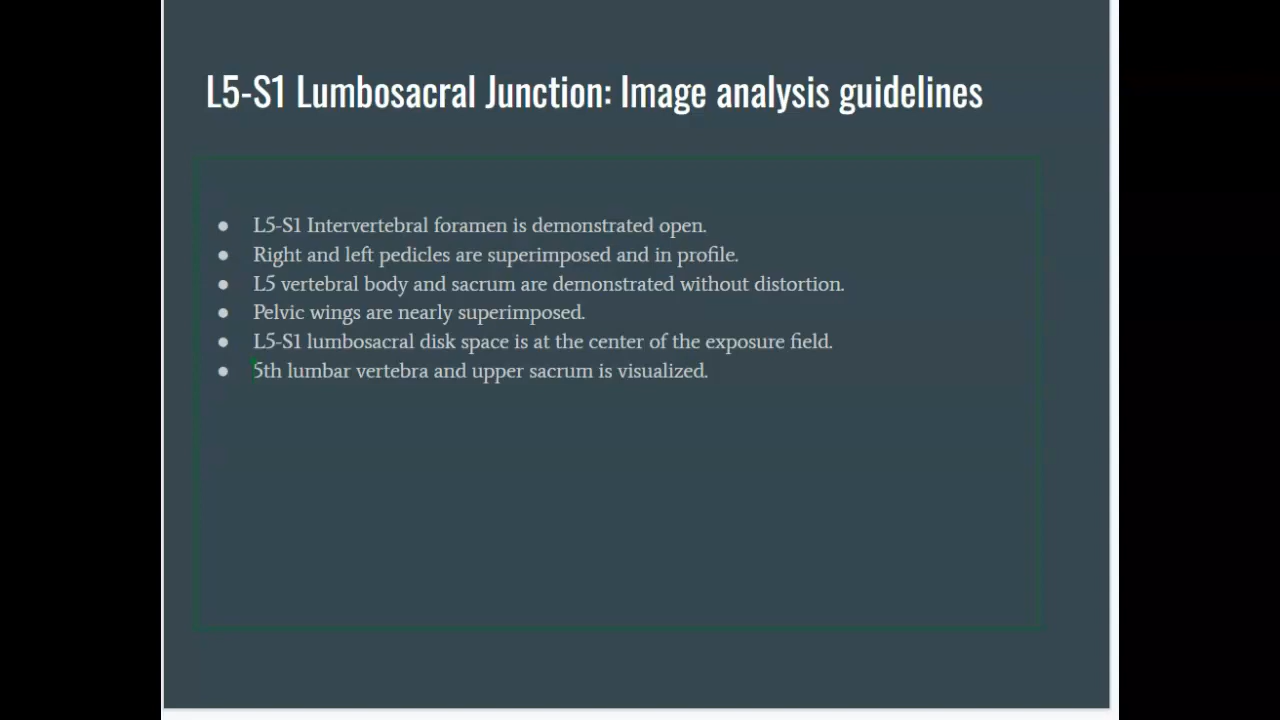 L5-S1 Lumbosacral Junction: Image analysis guidelines
● L5-S1 Intervertebral foramen is demonstrated open.
● Right and left pedicles are superimposed and in profile.
● L5 vertebral body and sacrum are demonstrated without distortion.
● Pelvic wings are nearly superimposed.
● L5-S1 lumbosacral disk space is at the center of the exposure field.
● 5th lumbar vertebra and upper sacrum is visualized.